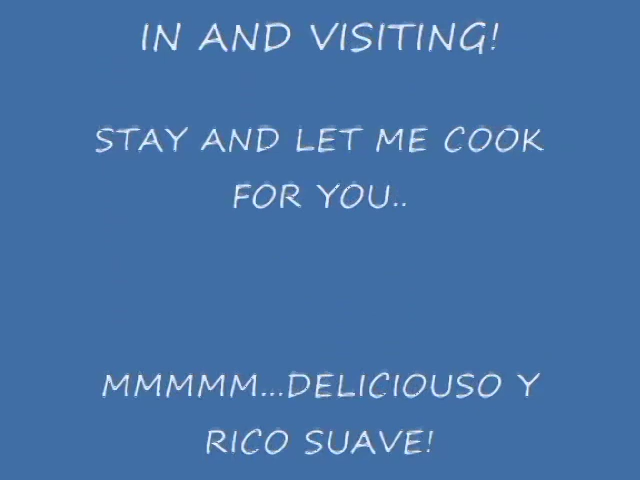 IN AND VISITING!
STAY AND LET ME COOK
FOR YOU..
MMMMM...DELICIOUSO Y
RICO SUAVE!